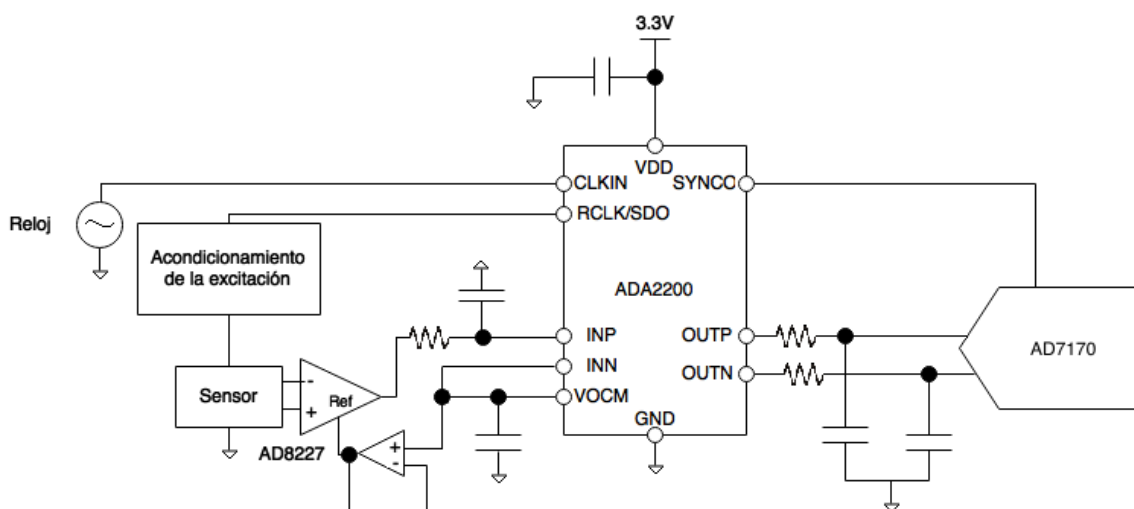 3.3V
VDD
CLKIN
SYNCO
RCLK/SDO
Reloj
Acondicionamiento
de la excitación
ADA2200
INP
OUTP
AD7170
INN
OUTN
Sensor
-
+
Ref
VOCM
GND
AD8227
+
-